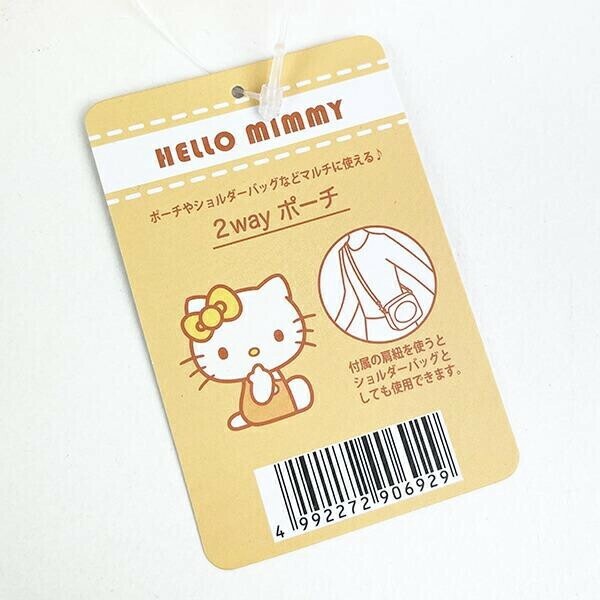 HELLO MIMMY
ポーチやショルダーバッグなどマルチに使える♪
2way ポーチ
付属の肩紐を使うと
ショルダーバッグと
しても使用できます。
4 992272 906929